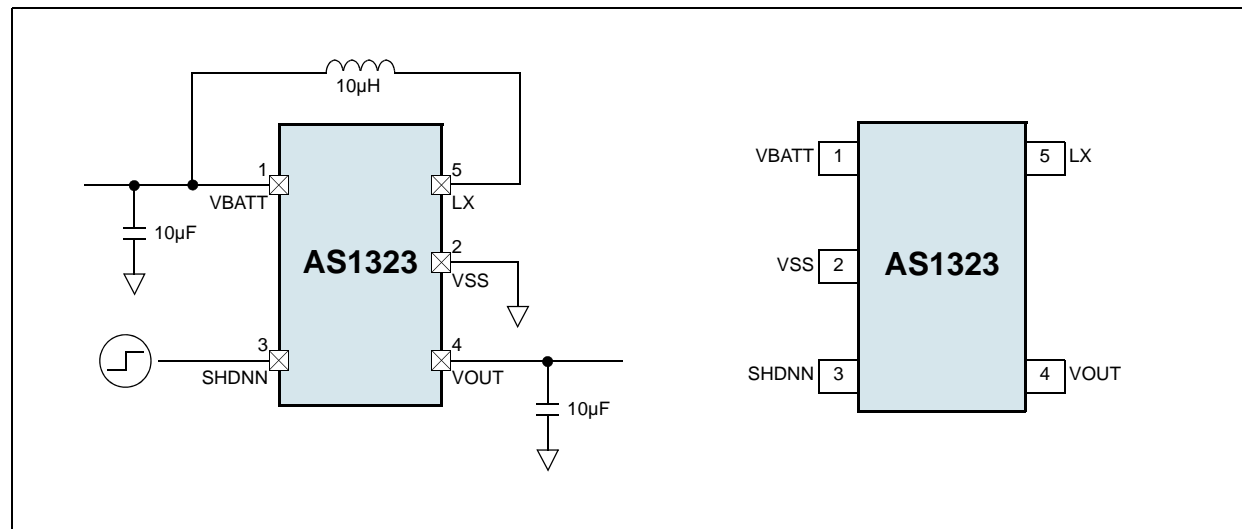 10µH
1
5
VBATT
LX
10µF
AS1323
2
VSS
3
4
SHDNN
VOUT
10µF
VBATT 1
5 LX
VSS 2
AS1323
SHDNN 3
4 VOUT